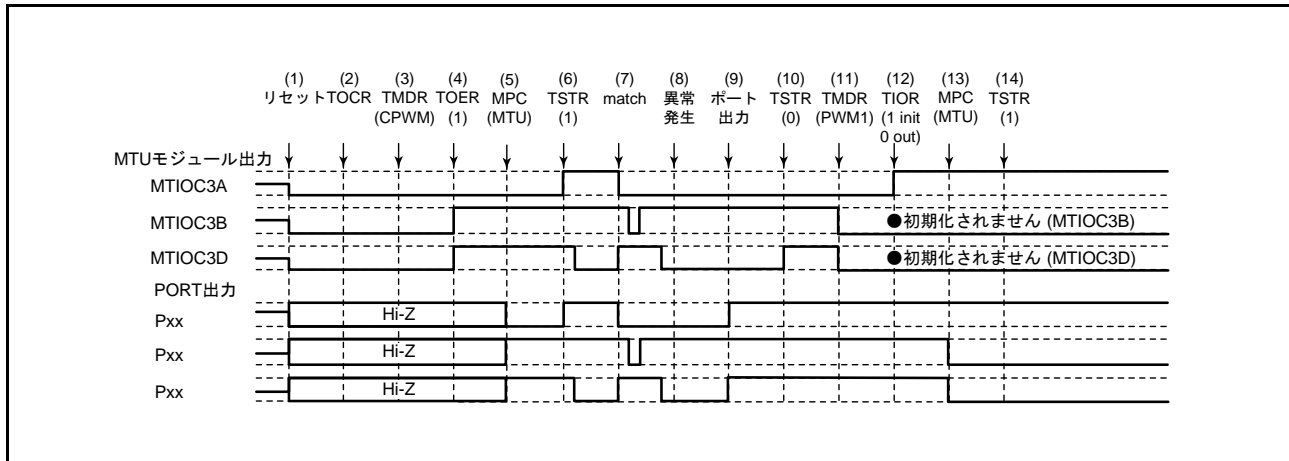 (1) (2) (3) (4) (5) (6) (7) (8) (9) (10) (11) (12) (13) (14)
リセット TOCR TMDR TOER MPC TSTR match 異常 ポート TSTR TMDR TIOR MPC TSTR
(CPWM) (1) (MTU) (1) 発生 出力 (0) (PWM1) (1 init (MTU) (1)
0 out)
MTUモジュール出力
MTIOC3A
MTIOC3B ●初期化されません (MTIOC3B)
MTIOC3D ●初期化されません (MTIOC3D)
PORT出力
Pxx Hi-Z
Pxx Hi-Z
Pxx Hi-Z